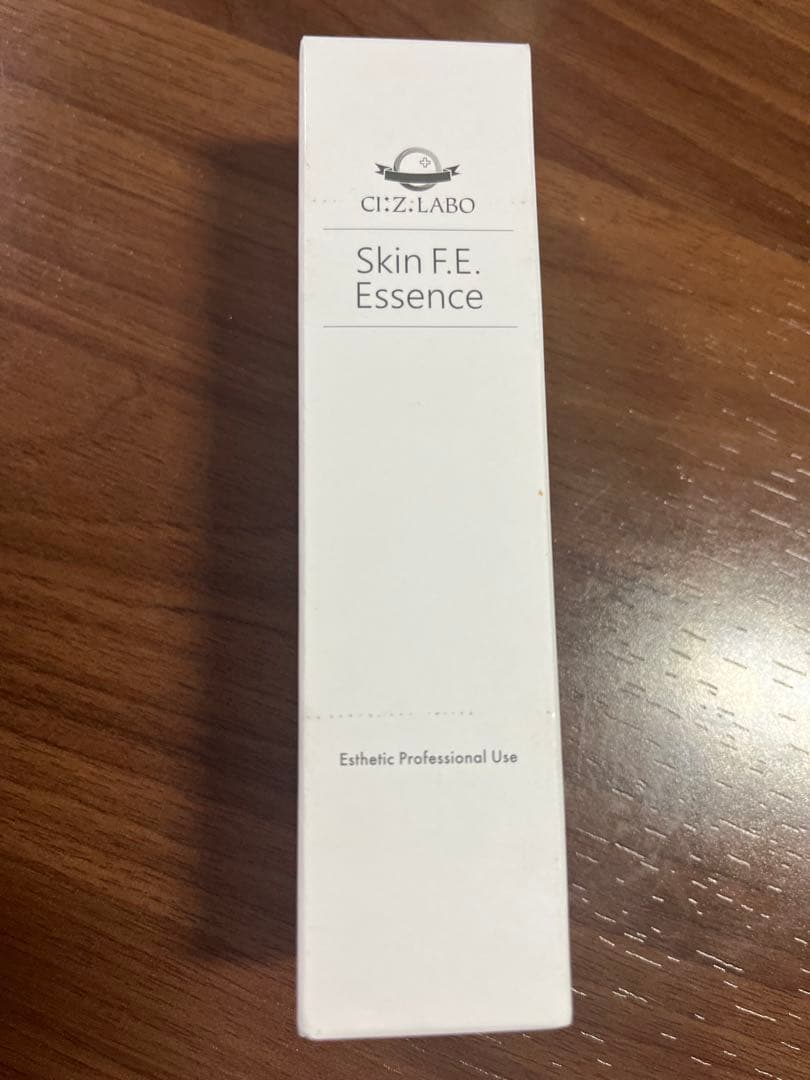 CI:Z:LABO
Skin F.E.
Essence
Esthetic Professional Use